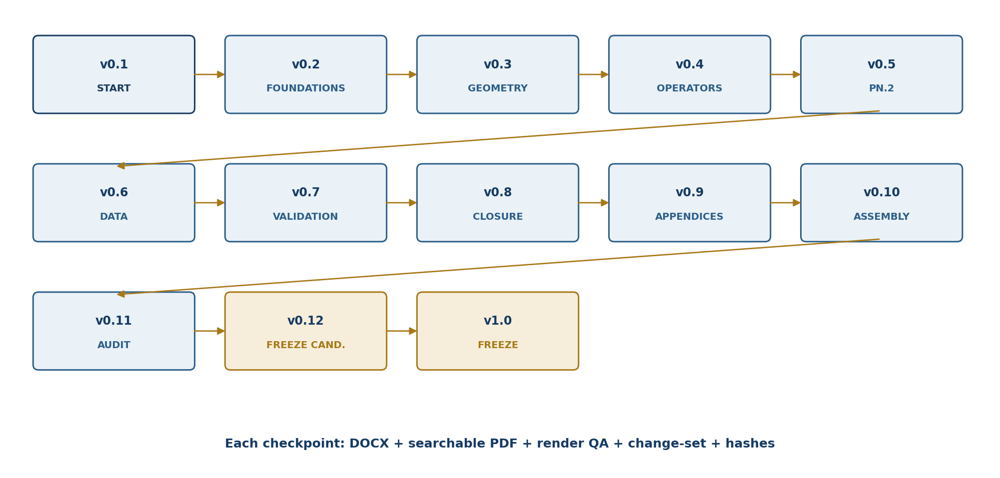 v0.1
START
v0.2
FOUNDATIONS
v0.3
GEOMETRY
v0.4
OPERATORS
v0.5
PN.2
v0.6
DATA
v0.7
VALIDATION
v0.8
CLOSURE
v0.9
APPENDICES
v0.10
ASSEMBLY
v0.11
AUDIT
v0.12
FREEZE CAND.
v1.0
FREEZE
Each checkpoint: DOCX + searchable PDF + render QA + change-set + hashes